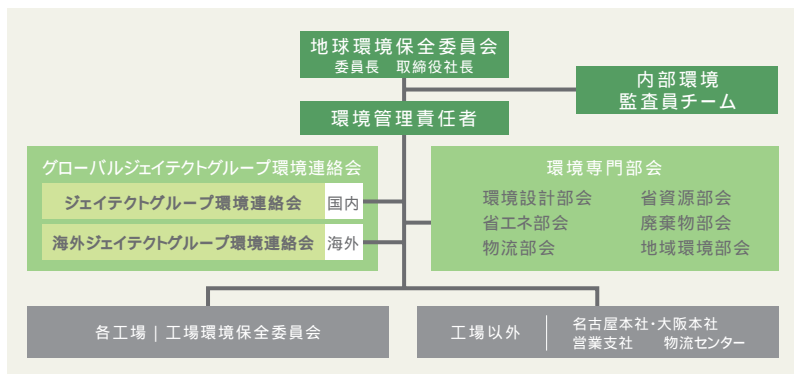 地球環境保全委員会
委員長　取締役社長
内部環境
監査員チーム
環境管理責任者
グローバルジェイテクトグループ環境連絡会
ジェイテクトグループ環境連絡会 国内
海外ジェイテクトグループ環境連絡会 海外
環境専門部会
環境設計部会　省資源部会
省エネ部会　廃棄物部会
物流部会　地域環境部会
各工場｜工場環境保全委員会
工場以外
名古屋本社・大阪本社
営業支社　物流センター